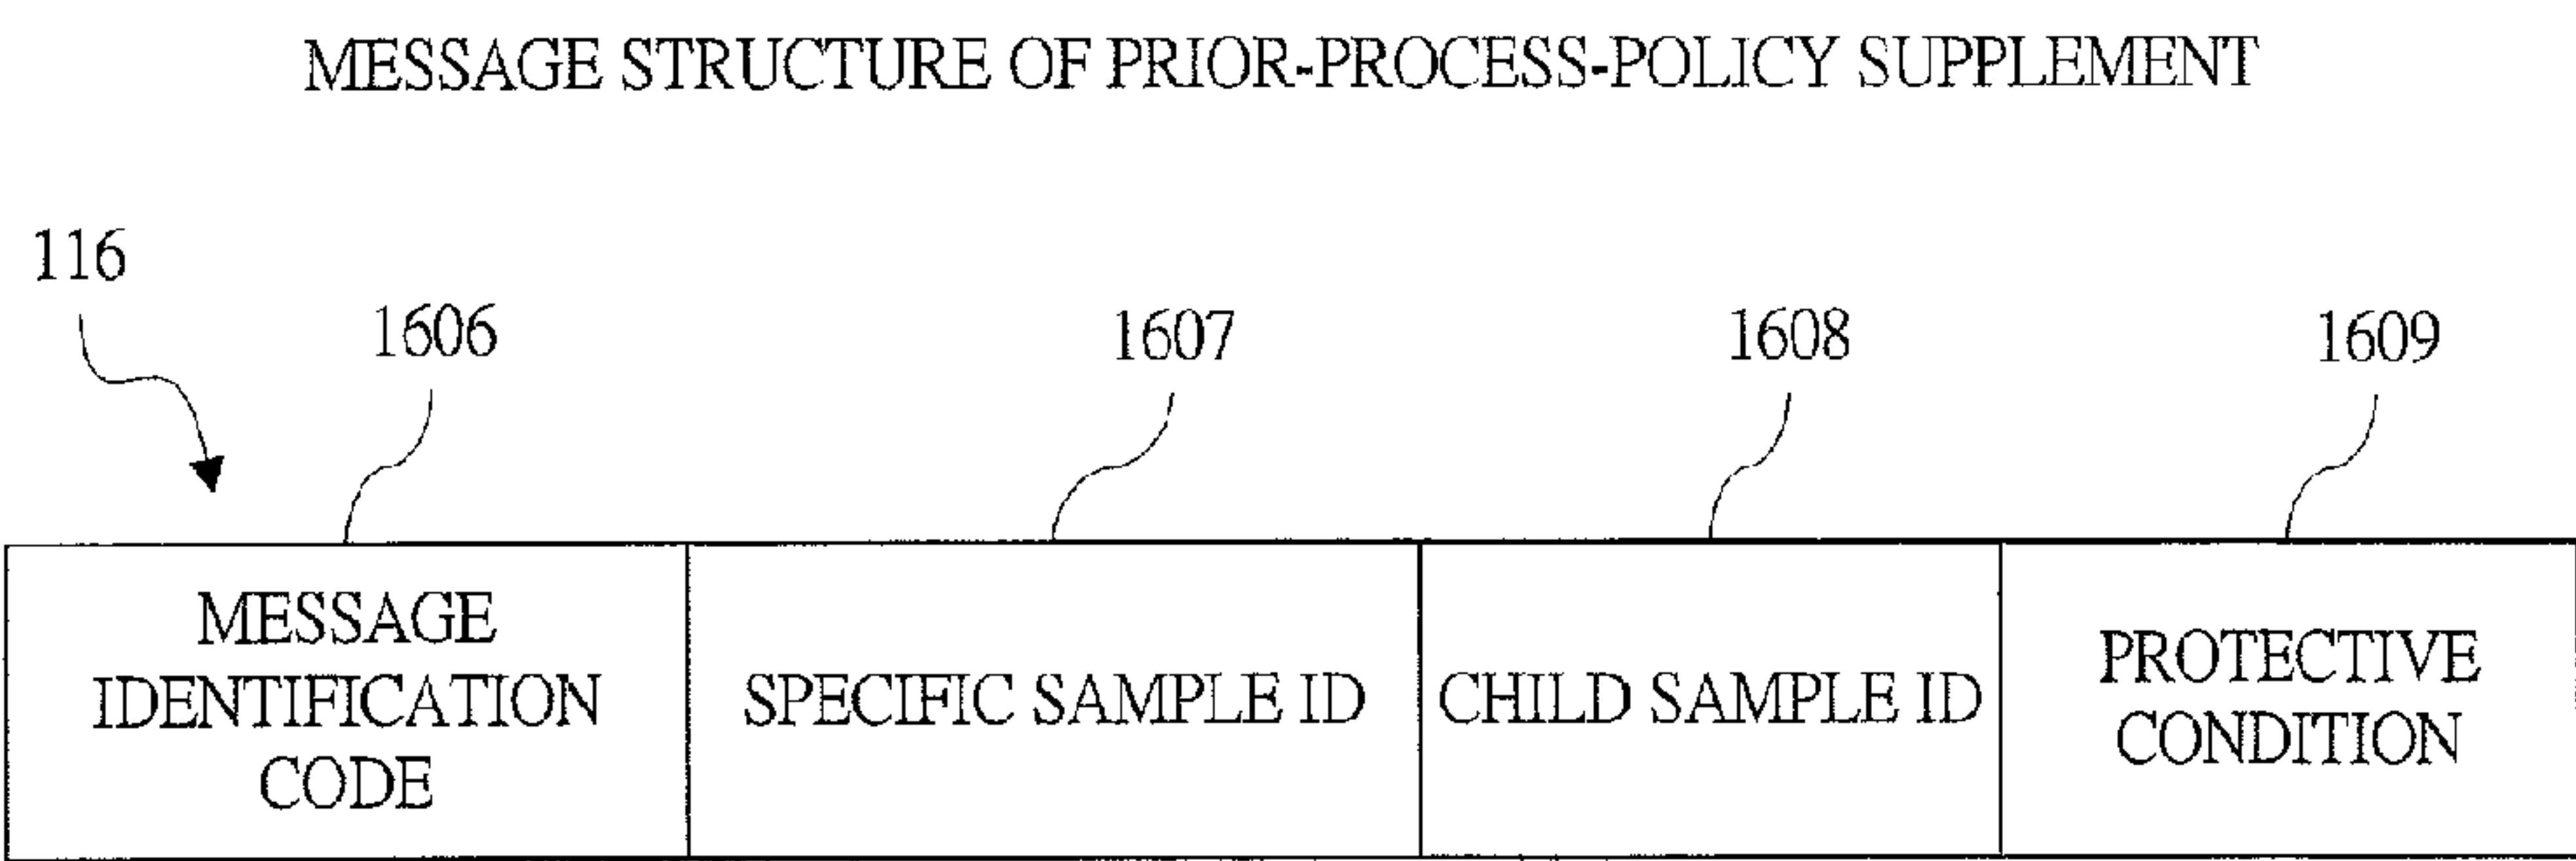 MESSAGE STRUCTURE OF PRIOR-PROCESS-POLICY SUPPLEMENT
116
1606
1607
1608
1609
MESSAGE
IDENTIFICATION
CODE
SPECIFIC SAMPLE ID
CHILD SAMPLE ID
PROTECTIVE
CONDITION